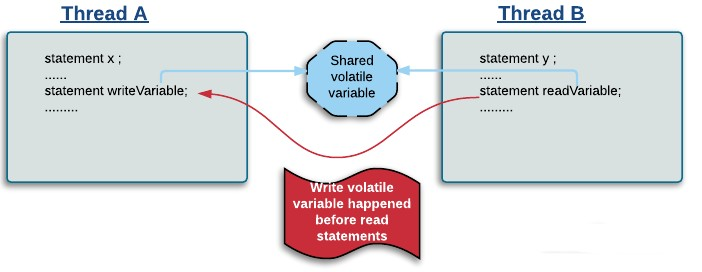 Thread A
Thread B
statement x ;
......
statement writeVariable;
.........
Shared
volatile
variable
statement y ;
......
statement readVariable;
.........
Write volatile
variable happened
before read
statements